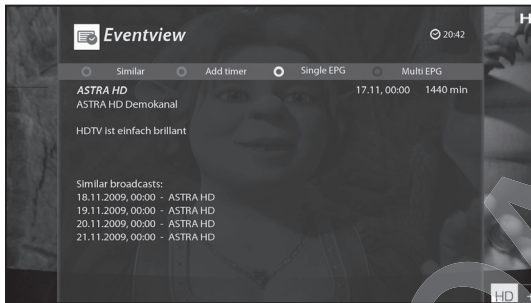 Eventview
20:42
Similar Add timer Single EPG Multi EPG
ASTRA HD 17.11, 00:00 1440 min
ASTRA HD Demokanal
HDTV ist einfach brillant
Similar broadcasts:
18.11.2009, 00:00 - ASTRA HD
19.11.2009, 00:00 - ASTRA HD
20.11.2009, 00:00 - ASTRA HD
21.11.2009, 00:00 - ASTRA HD
HD